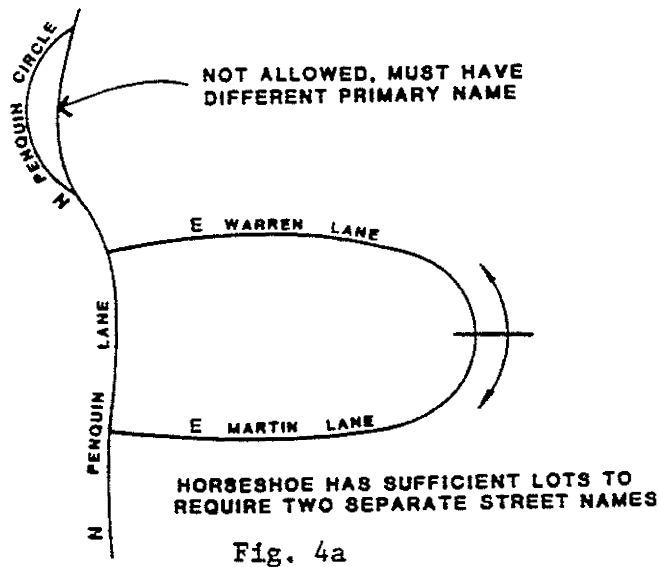 N PENQUIN CIRCLE
NOT ALLOWED, MUST HAVE
DIFFERENT PRIMARY NAME
E WARREN LANE
N PENQUIN LANE
E MARTIN LANE
HORSESHOE HAS SUFFICIENT LOTS TO
REQUIRE TWO SEPARATE STREET NAMES
Fig. 4a